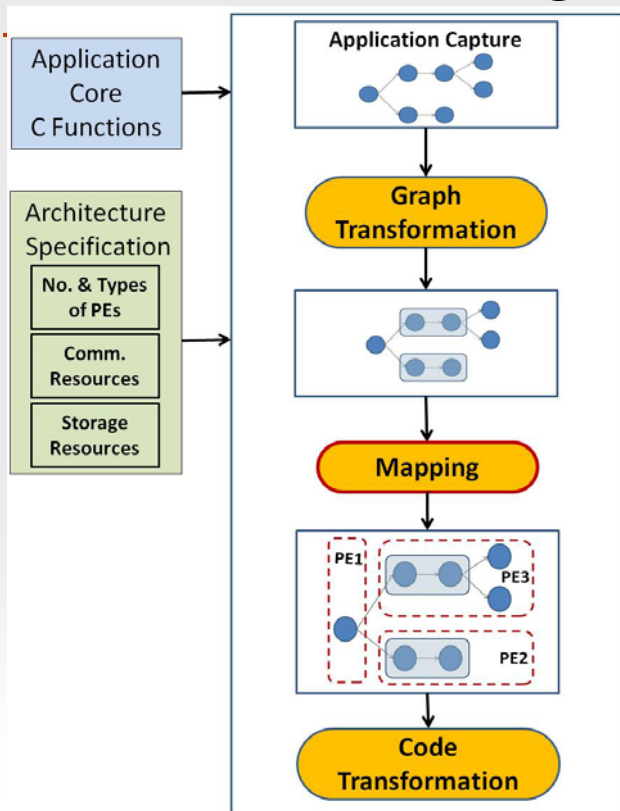 Application
Core
C Functions
Architecture
Specification
No. & Types
of PEs
Comm.
Resources
Storage
Resources
Application Capture
Graph
Transformation
Mapping
PE1
PE3
PE2
Code
Transformation